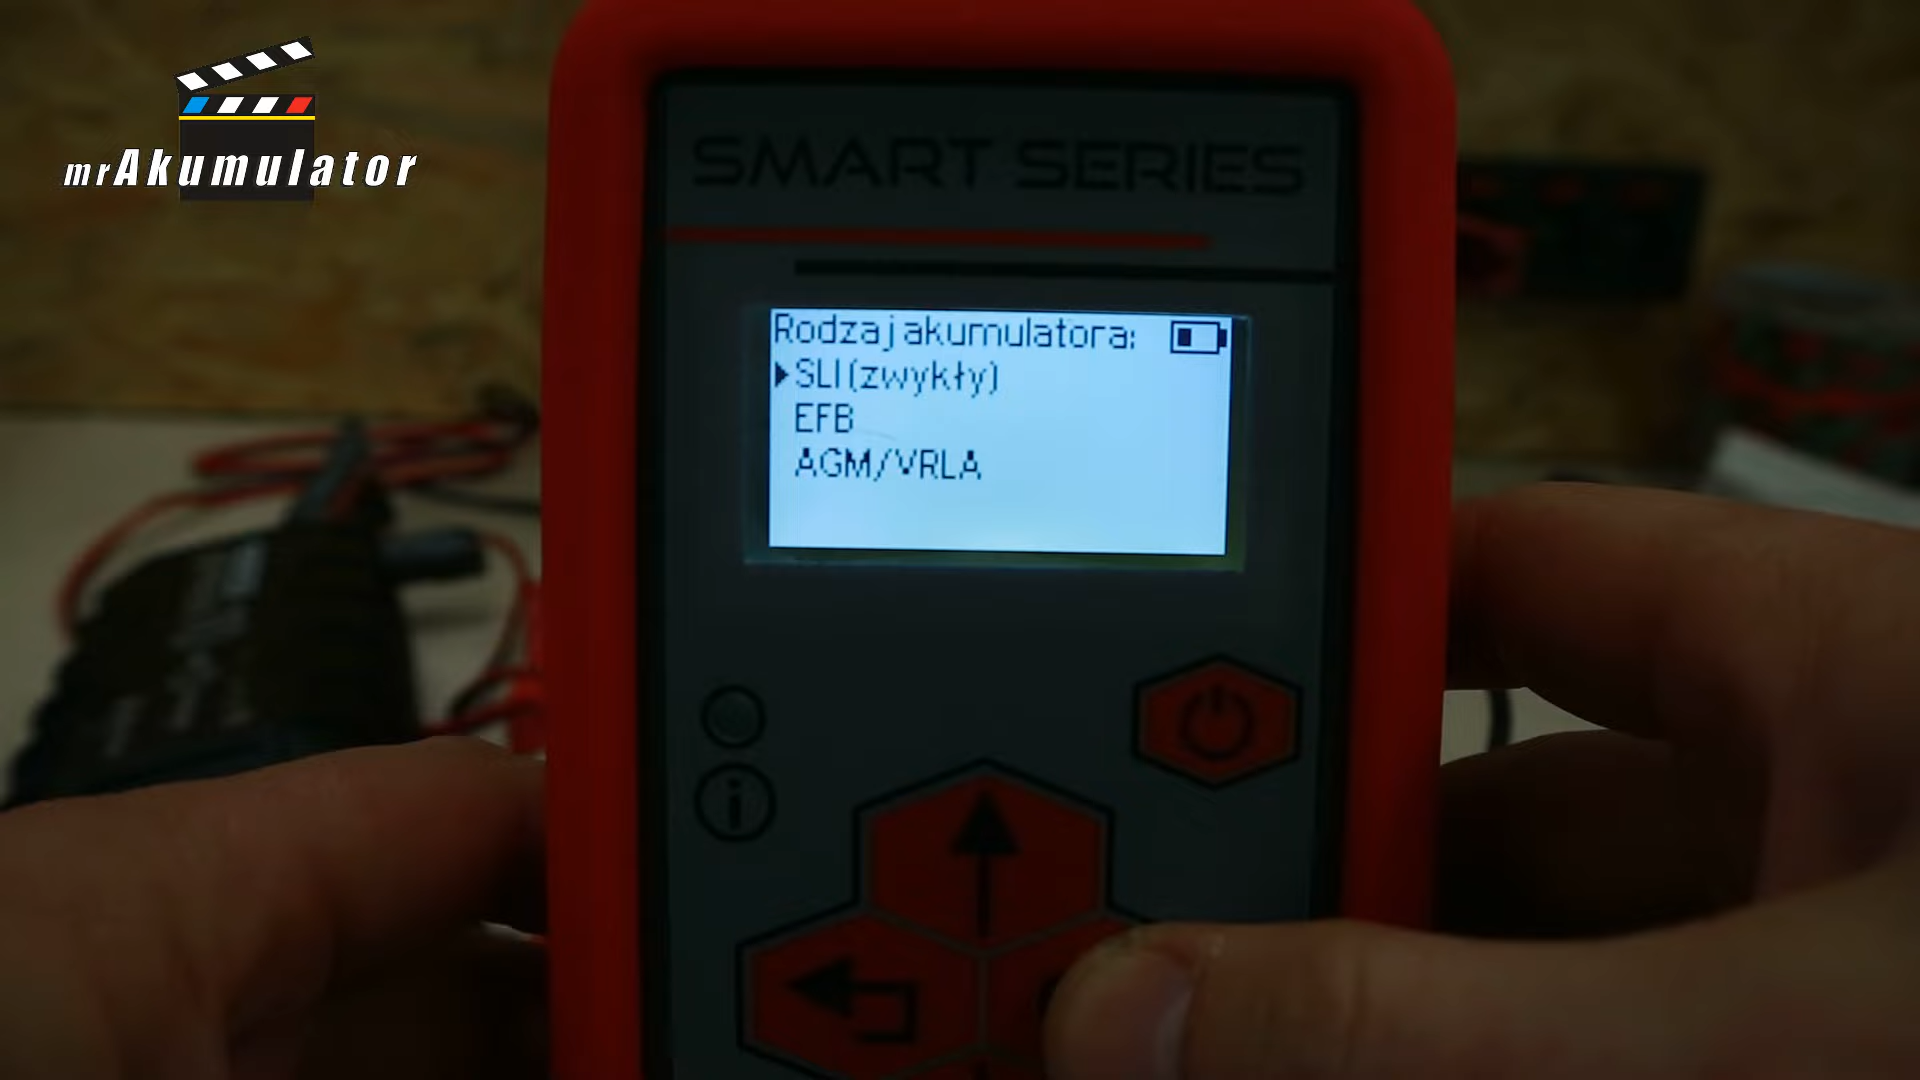 mrAkumulator
SMART SERIES
Rodzaj akumulatora:
SLI (zwykły)
EFB
AGM/VRLA
i